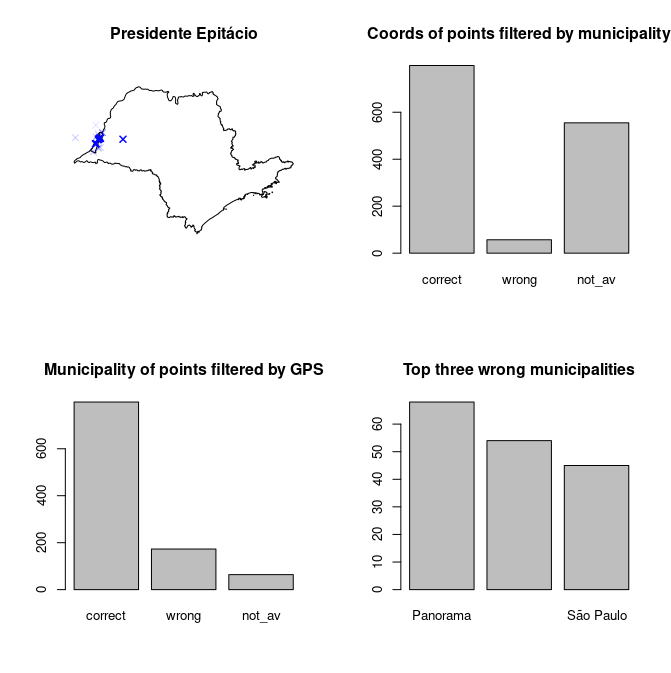 Presidente Epitácio
Coords of points filtered by municipality
0
200
400
600
correct wrong not_av
Municipality of points filtered by GPS
0
200
400
600
correct wrong not_av
Top three wrong municipalities
0
10
20
30
40
50
60
Panorama São Paulo